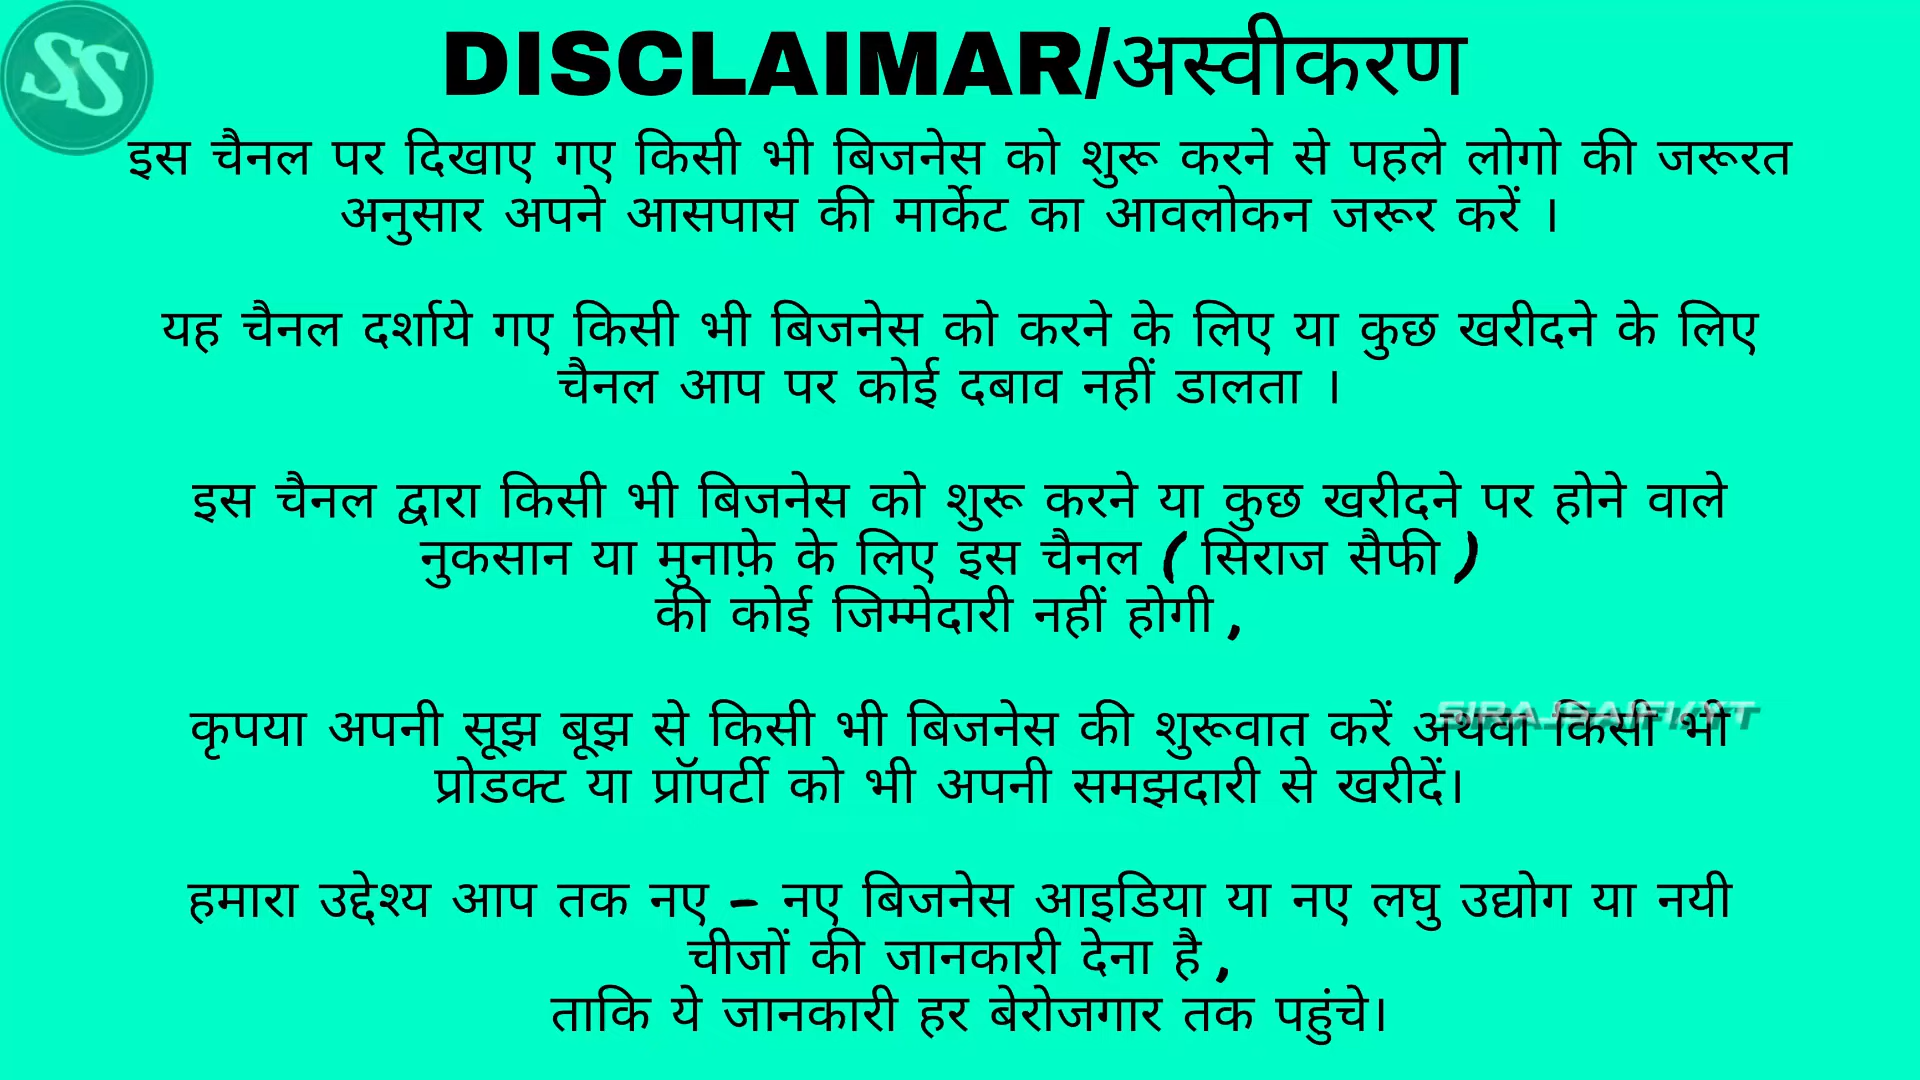 SS
DISCLAIMAR/अस्वीकरण
इस चैनल पर दिखाए गए किसी भी बिजनेस को शुरू करने से पहले लोगो की जरूरत
अनुसार अपने आसपास की मार्केट का आवलोकन जरूर करें ।
यह चैनल दर्शाये गए किसी भी बिजनेस को करने के लिए या कुछ खरीदने के लिए
चैनल आप पर कोई दबाव नहीं डालता ।
इस चैनल द्वारा किसी भी बिजनेस को शुरू करने या कुछ खरीदने पर होने वाले
नुकसान या मुनाफ़े के लिए इस चैनल ( सिराज सैफी )
की कोई जिम्मेदारी नहीं होगी ,
कृपया अपनी सूझ बूझ से किसी भी बिजनेस की शुरूवात करें अथवा किसी भी
SIRAJSAIFI/YT
प्रोडक्ट या प्रॉपर्टी को भी अपनी समझदारी से खरीदें।
हमारा उद्देश्य आप तक नए - नए बिजनेस आइडिया या नए लघु उद्योग या नयी
चीजों की जानकारी देना है ,
ताकि ये जानकारी हर बेरोजगार तक पहुंचे।